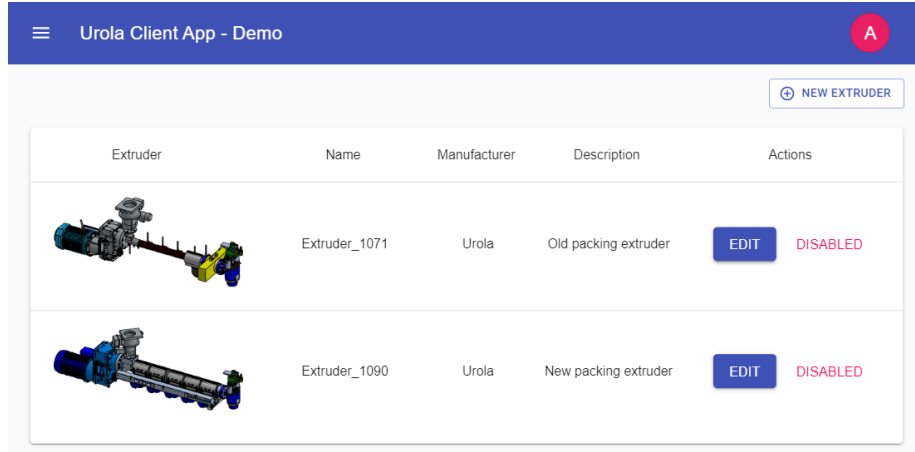 Urola Client App - Demo
A
NEW EXTRUDER
Extruder Name Manufacturer Description Actions
Extruder_1071 Urola Old packing extruder EDIT DISABLED
Extruder_1090 Urola New packing extruder EDIT DISABLED